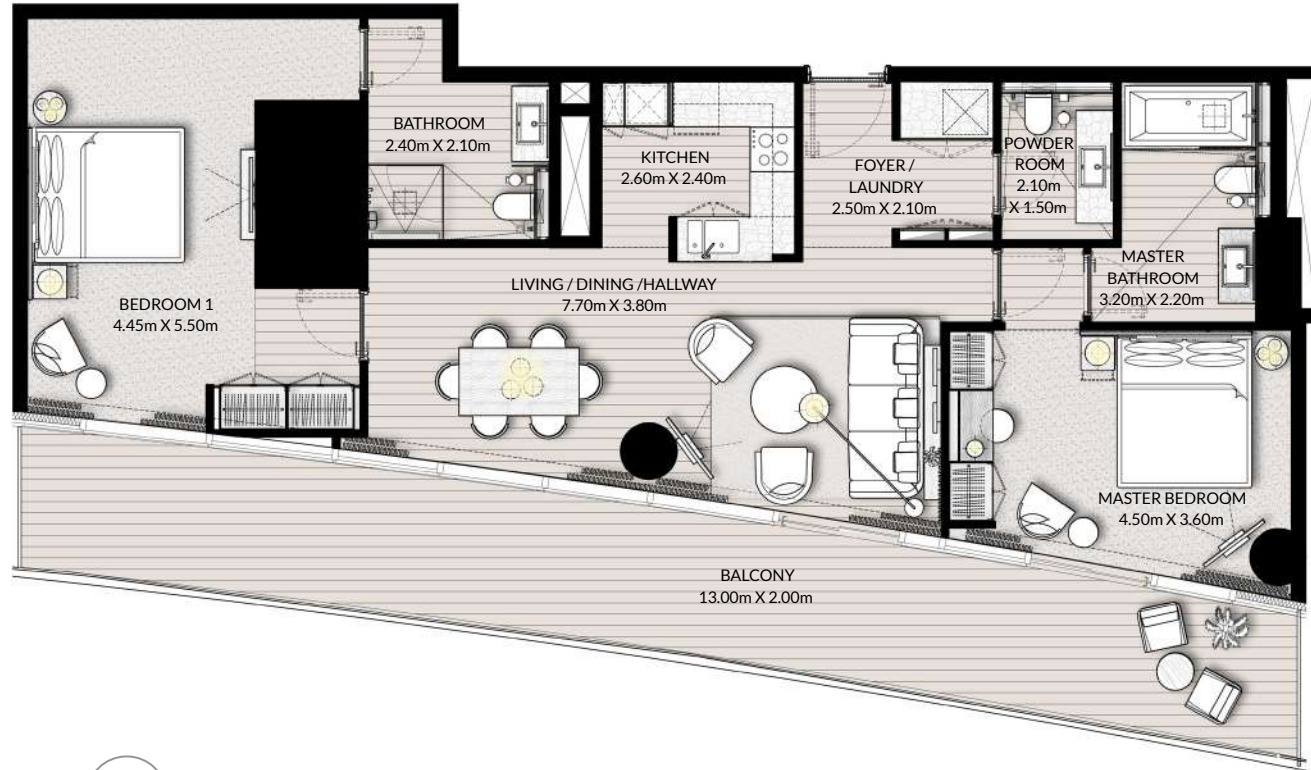 BATHROOM
2.40m X 2.10m
KITCHEN
2.60m X 2.40m
FOYER /
LAUNDRY
2.50m X 2.10m
POWDER
ROOM
2.10m
X 1.50m
MASTER
BATHROOM
3.20m X 2.20m
BEDROOM 1
4.45m X 5.50m
LIVING / DINING /HALLWAY
7.70m X 3.80m
MASTER BEDROOM
4.50m X 3.60m
BALCONY
13.00m X 2.00m